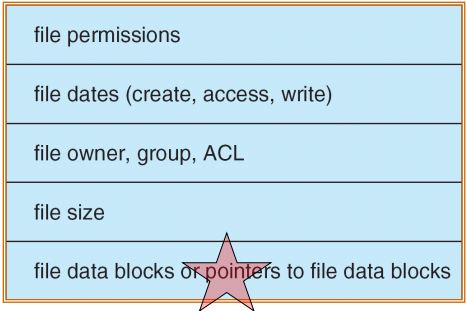 file permissions
file dates (create, access, write)
file owner, group, ACL
file size
file data blocks or pointers to file data blocks